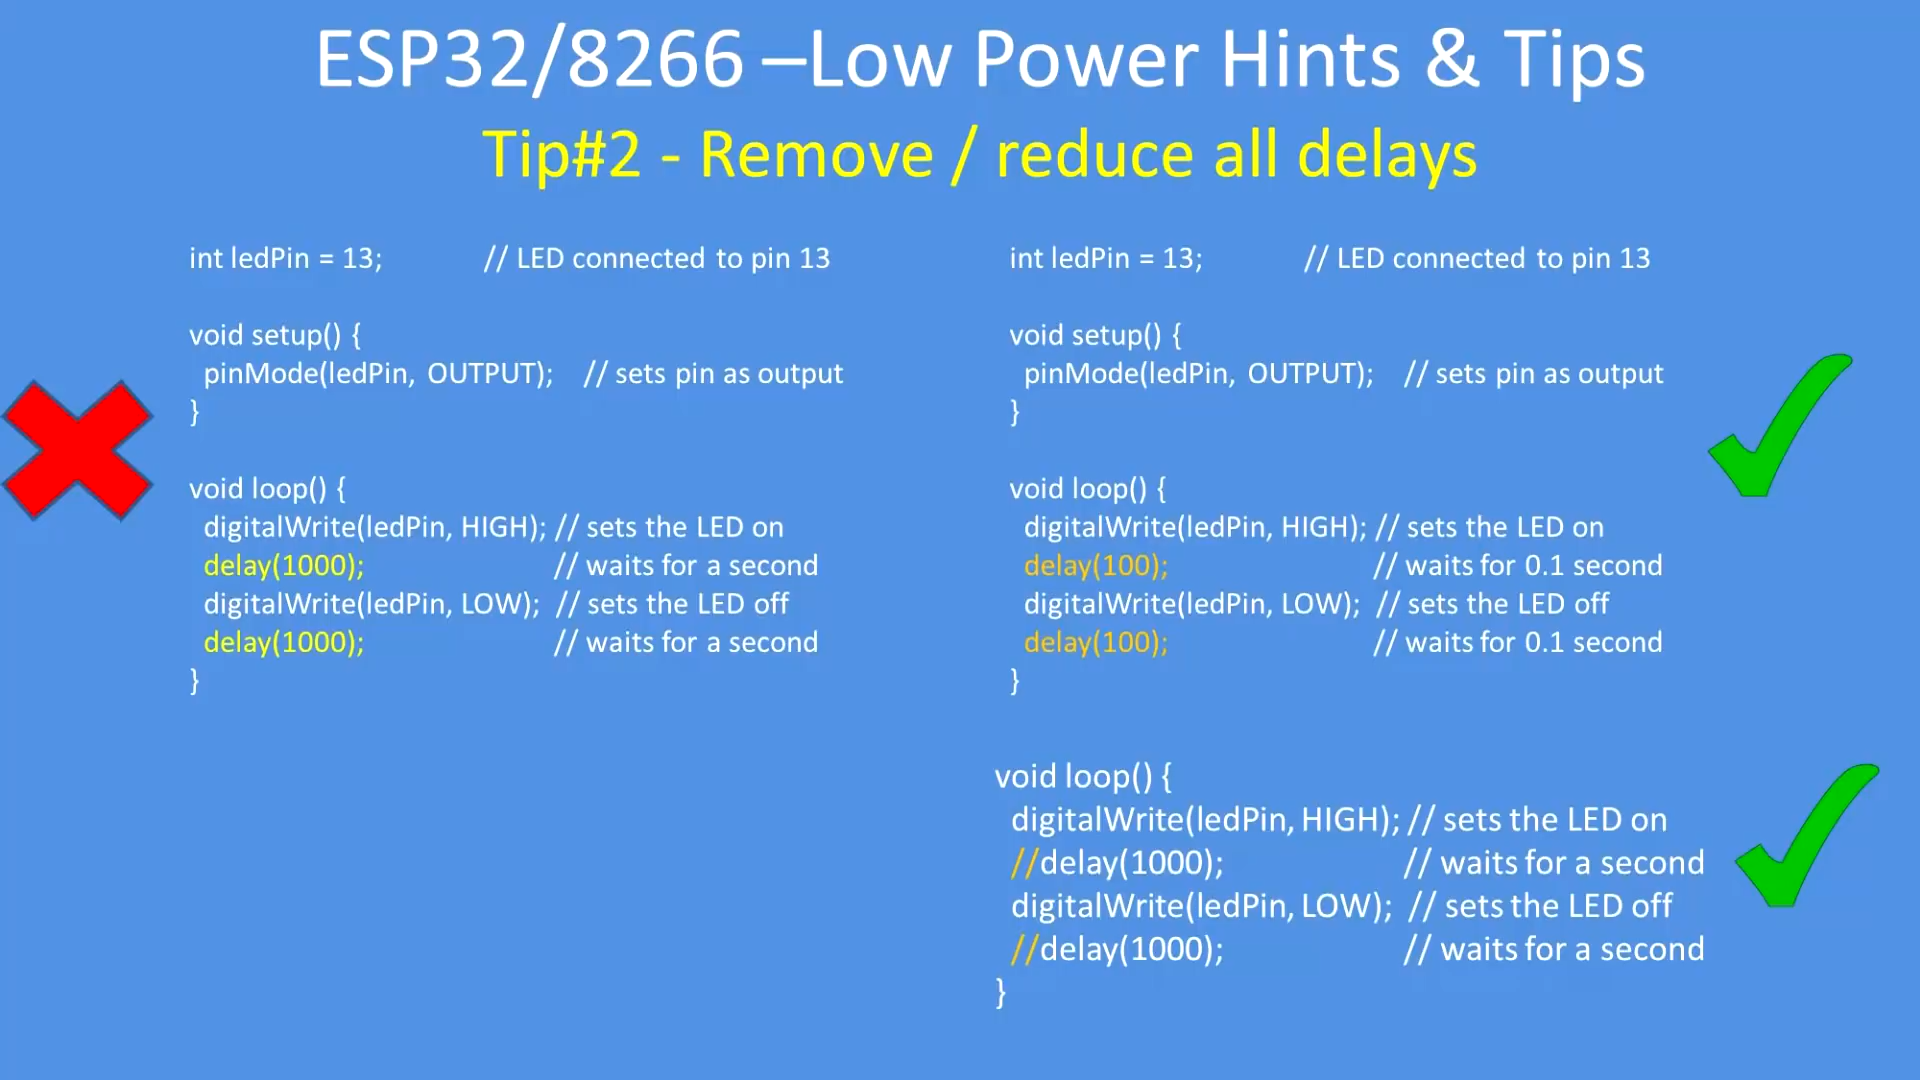 ESP32/8266 –Low Power Hints & Tips
Tip#2 - Remove / reduce all delays
int ledPin = 13; // LED connected to pin 13
void setup() {
pinMode(ledPin, OUTPUT); // sets pin as output
}
void loop() {
digitalWrite(ledPin, HIGH); // sets the LED on
delay(1000); // waits for a second
digitalWrite(ledPin, LOW); // sets the LED off
delay(1000); // waits for a second
}
int ledPin = 13; // LED connected to pin 13
void setup() {
pinMode(ledPin, OUTPUT); // sets pin as output
}
void loop() {
digitalWrite(ledPin, HIGH); // sets the LED on
delay(100); // waits for 0.1 second
digitalWrite(ledPin, LOW); // sets the LED off
delay(100); // waits for 0.1 second
}
void loop() {
digitalWrite(ledPin, HIGH); // sets the LED on
//delay(1000); // waits for a second
digitalWrite(ledPin, LOW); // sets the LED off
//delay(1000); // waits for a second
}